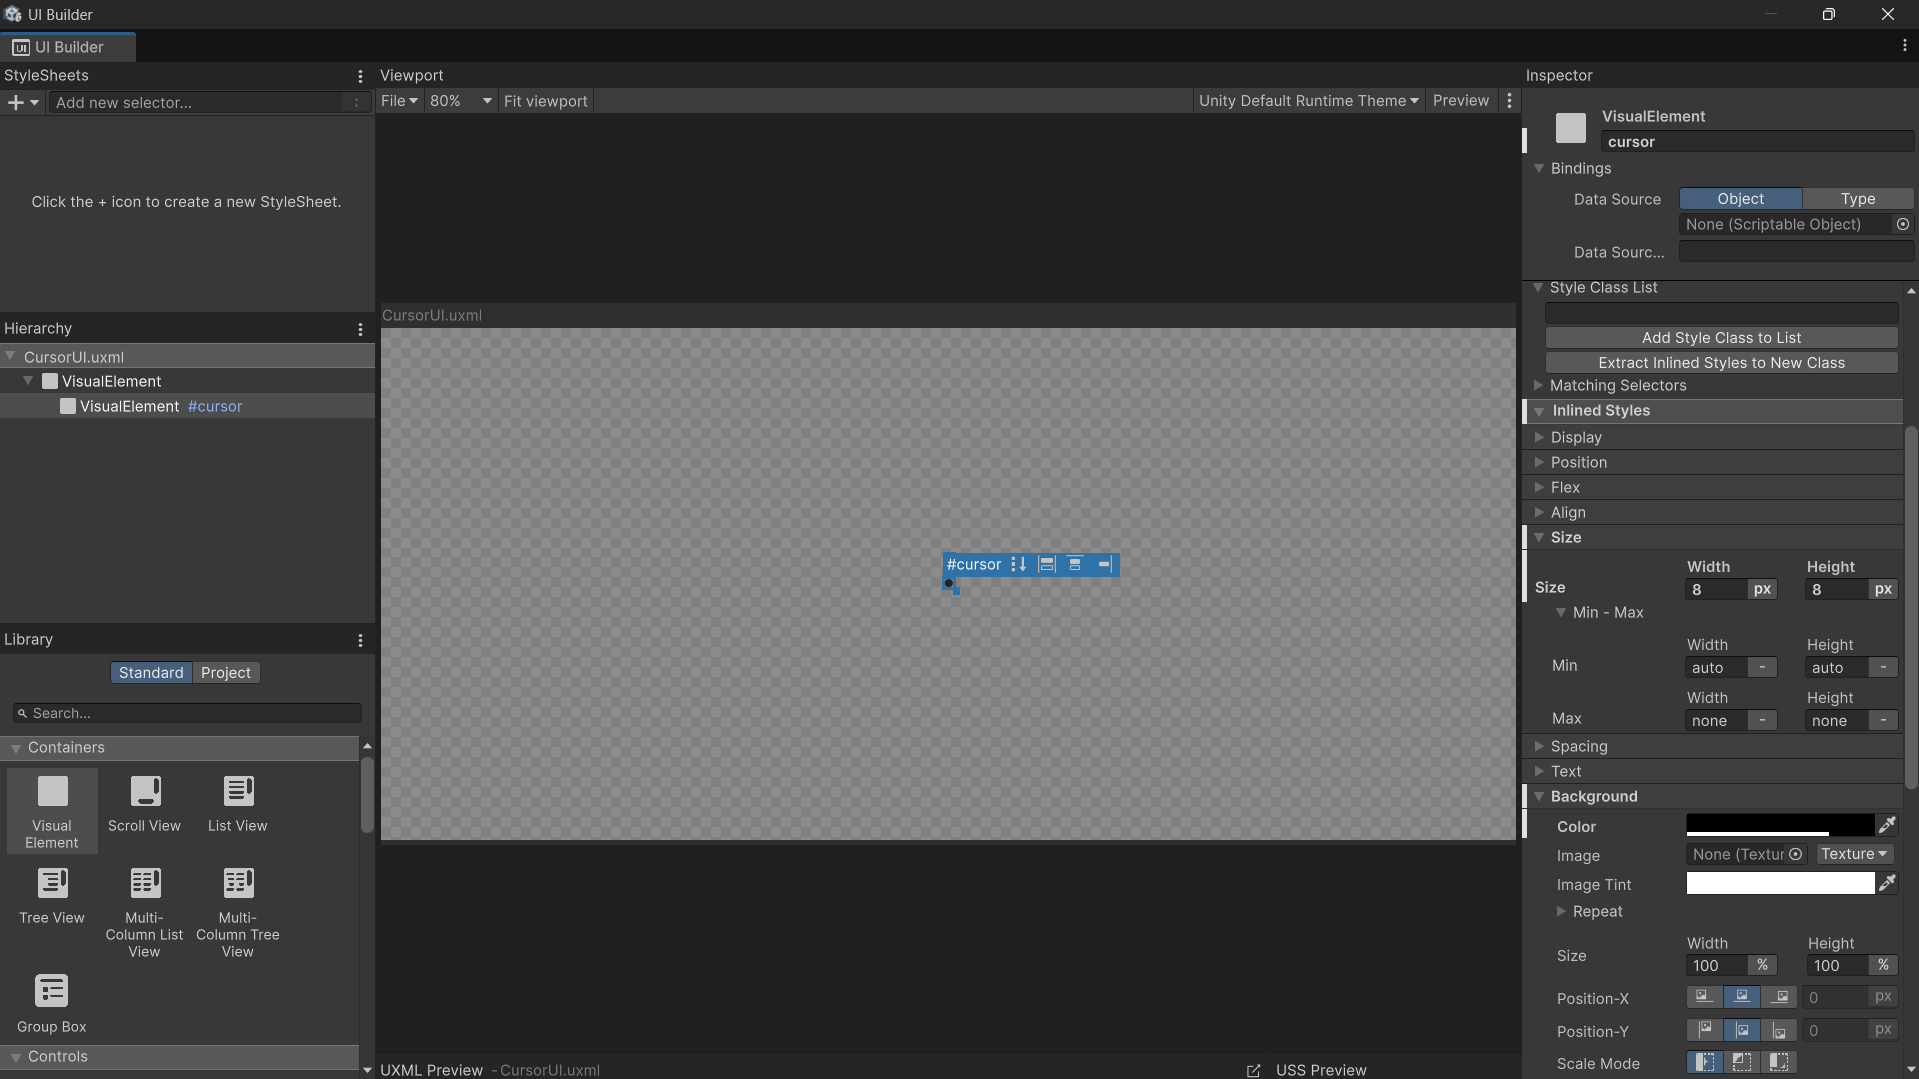 UI Builder
UI Builder
StyleSheets
Add new selector...
Click the + icon to create a new StyleSheet.
Hierarchy
CursorUI.uxml
VisualElement
VisualElement #cursor
Library
Standard Project
Search...
Containers
Visual Element
Scroll View
List View
Tree View
Multi-Column List View
Multi-Column Tree View
Group Box
Controls
Viewport
File 80% Fit viewport
Unity Default Runtime Theme Preview
CursorUI.uxml
#cursor
UXML Preview - CursorUI.uxml
USS Preview
Inspector
VisualElement
cursor
Bindings
Data Source Object Type
None (Scriptable Object)
Data Sourc...
Style Class List
Add Style Class to List
Extract Inlined Styles to New Class
Matching Selectors
Inlined Styles
Display
Position
Flex
Align
Size
Width Height
Size 8 px 8 px
Min - Max
Width Height
Min auto - auto -
Width Height
Max none - none -
Spacing
Text
Background
Color
Image None (Textur Texture
Image Tint
Repeat
Width Height
Size 100 % 100 %
Position-X 0 px
Position-Y 0 px
Scale Mode